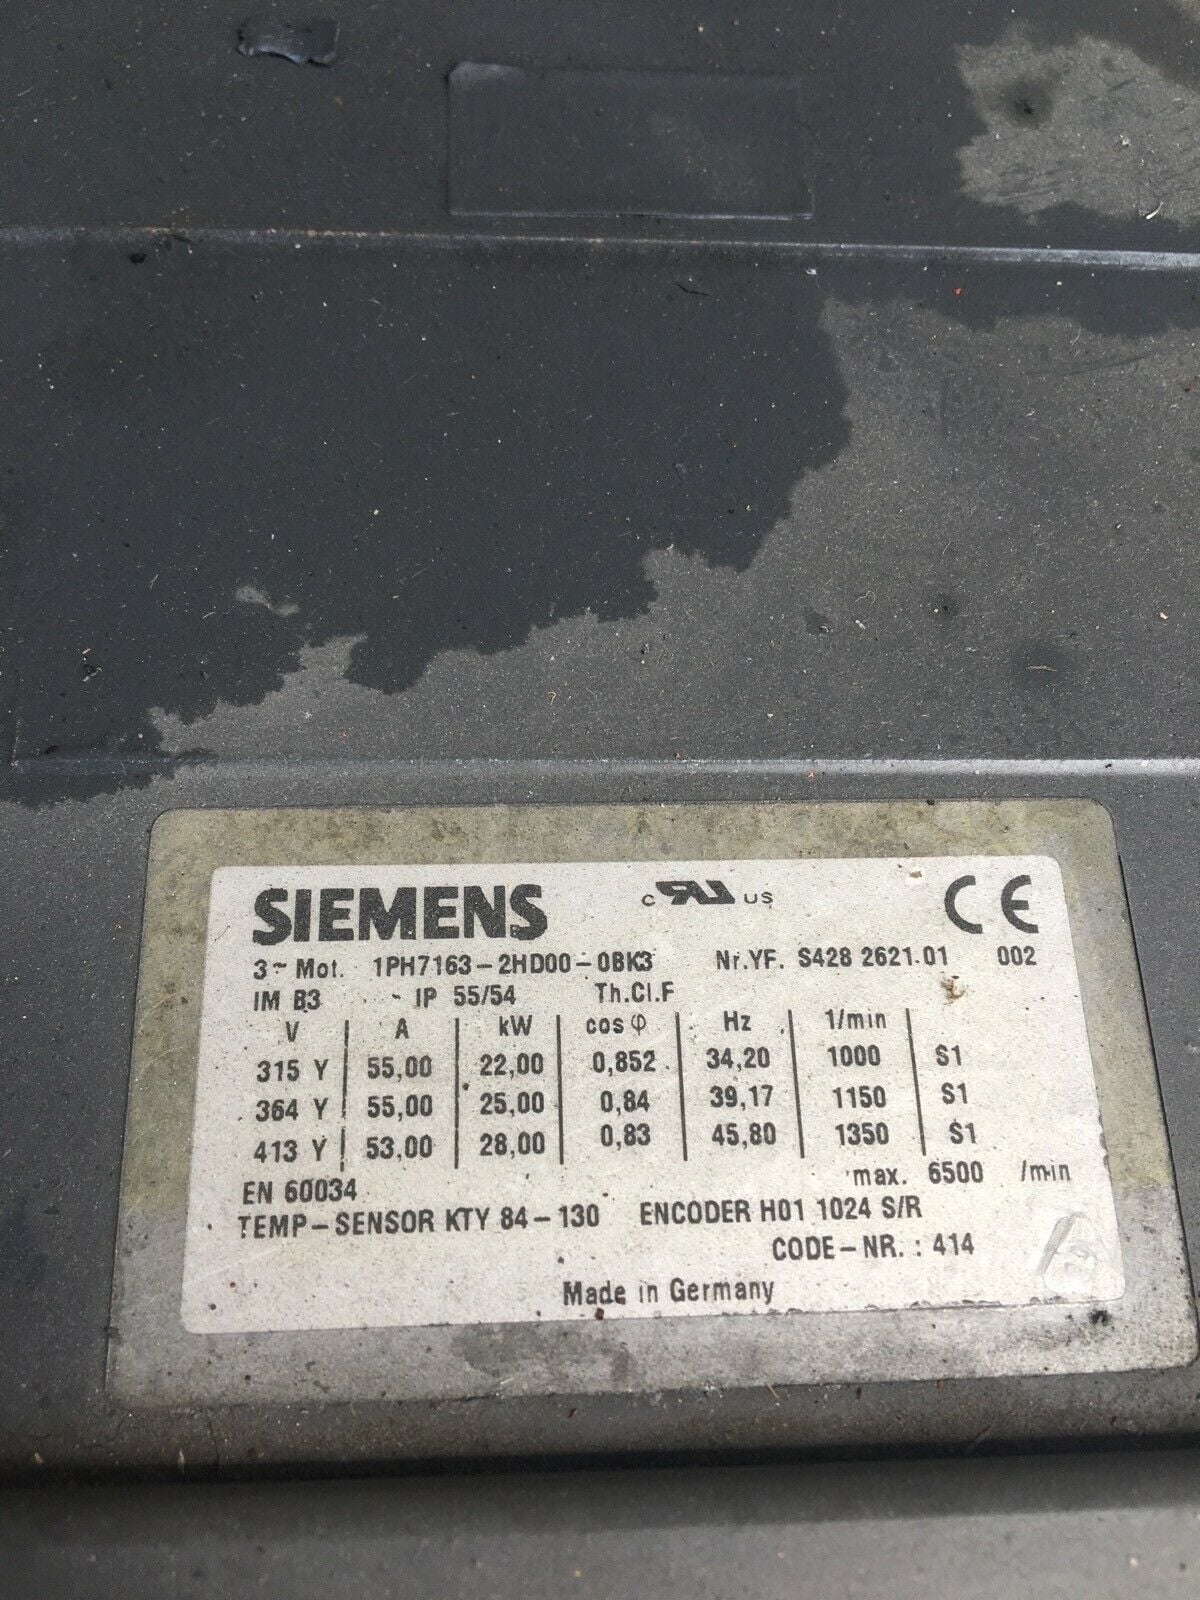 SIEMENS c RU US CE
3~ Mot. 1PH7163-2HD00-0BK3 Nr.YF. S428 2621.01 002
IM B3 IP 55/54 Th.Cl.F
V A kW cos φ Hz 1/min
315 Y 55,00 22,00 0,852 34,20 1000 S1
364 Y 55,00 25,00 0,84 39,17 1150 S1
413 Y 53,00 28,00 0,83 45,80 1350 S1
max. 6500 /min
EN 60034
TEMP-SENSOR KTY 84-130 ENCODER H01 1024 S/R
CODE-NR. : 414
Made in Germany